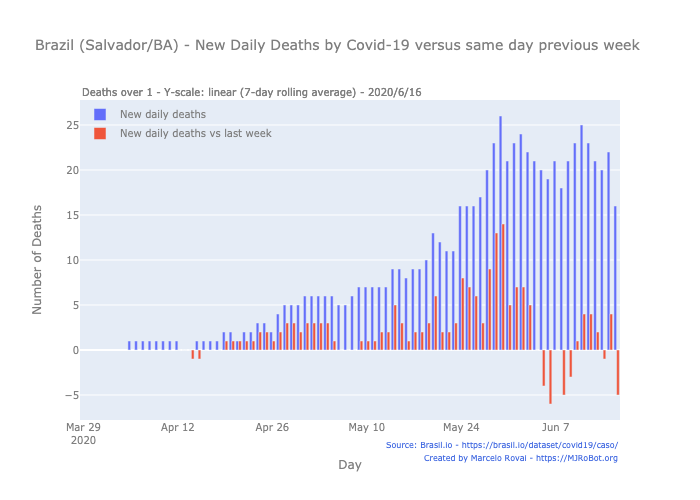 Brazil (Salvador/BA) - New Daily Deaths by Covid-19 versus same day previous week
Deaths over 1 - Y-scale: linear (7-day rolling average) - 2020/6/16
New daily deaths
New daily deaths vs last week
25
20
15
10
5
0
−5
Number of Deaths
Mar 29
2020
Apr 12
Apr 26
May 10
May 24
Jun 7
Day
Source: Brasil.io - https://brasil.io/dataset/covid19/caso/
Created by Marcelo Rovai - https://MJRoBot.org